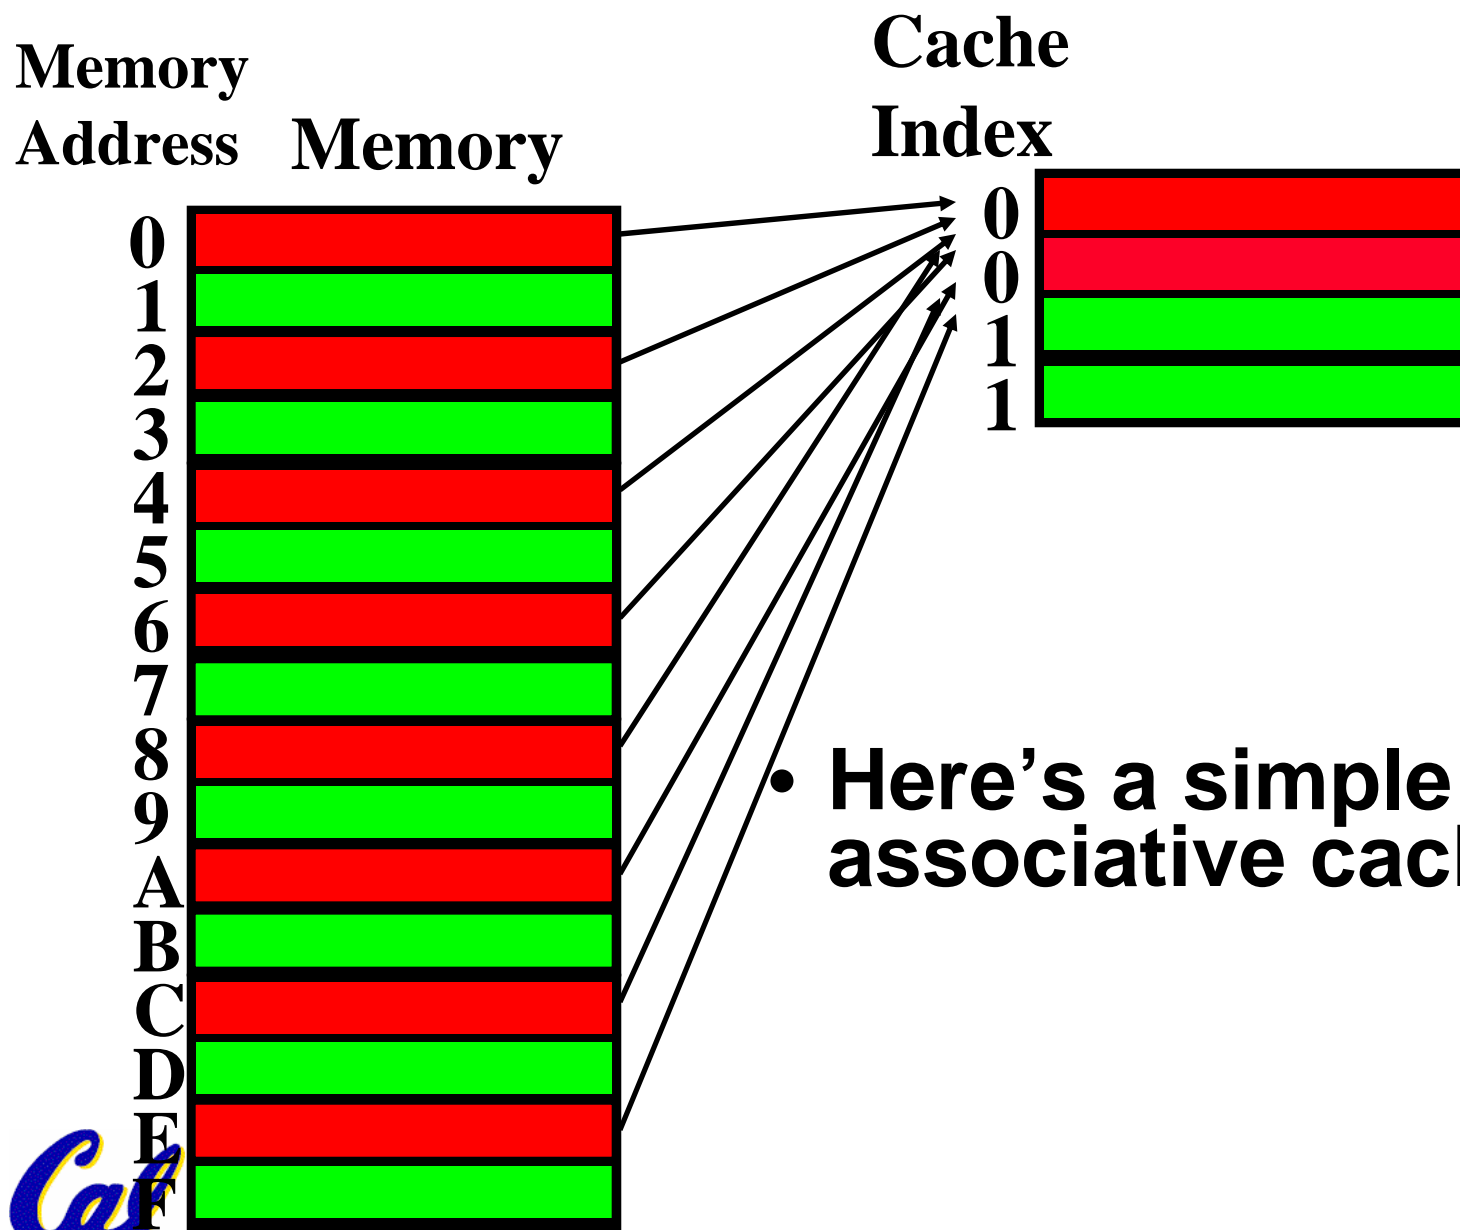 Memory
Address
Memory
0
1
2
3
4
5
6
7
8
9
A
B
C
D
E
F
Cache
Index
0
0
1
1
• Here’s a simple
associative
Cal